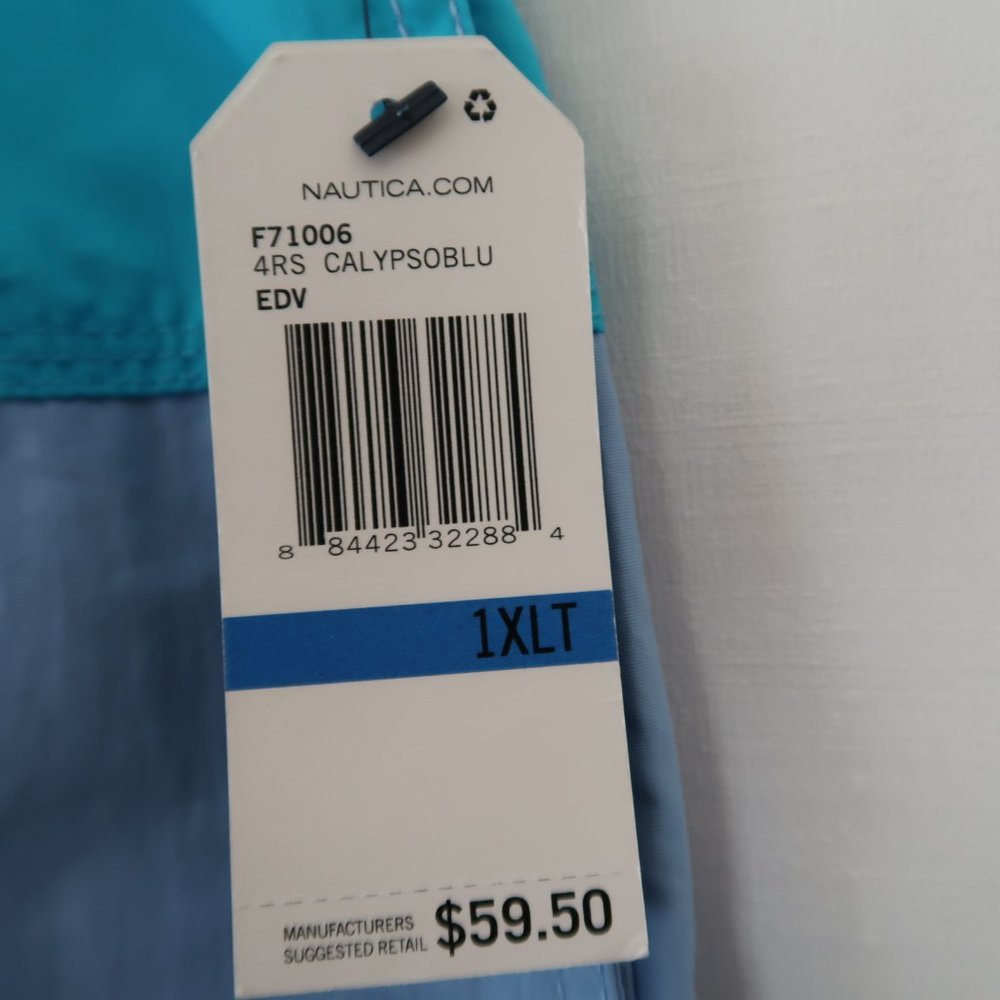 NAUTICA.COM
F71006
4RS CALYPSOBLU
EDV
8 84423 32288 4
1XLT
MANUFACTURERS
SUGGESTED RETAIL $59.50